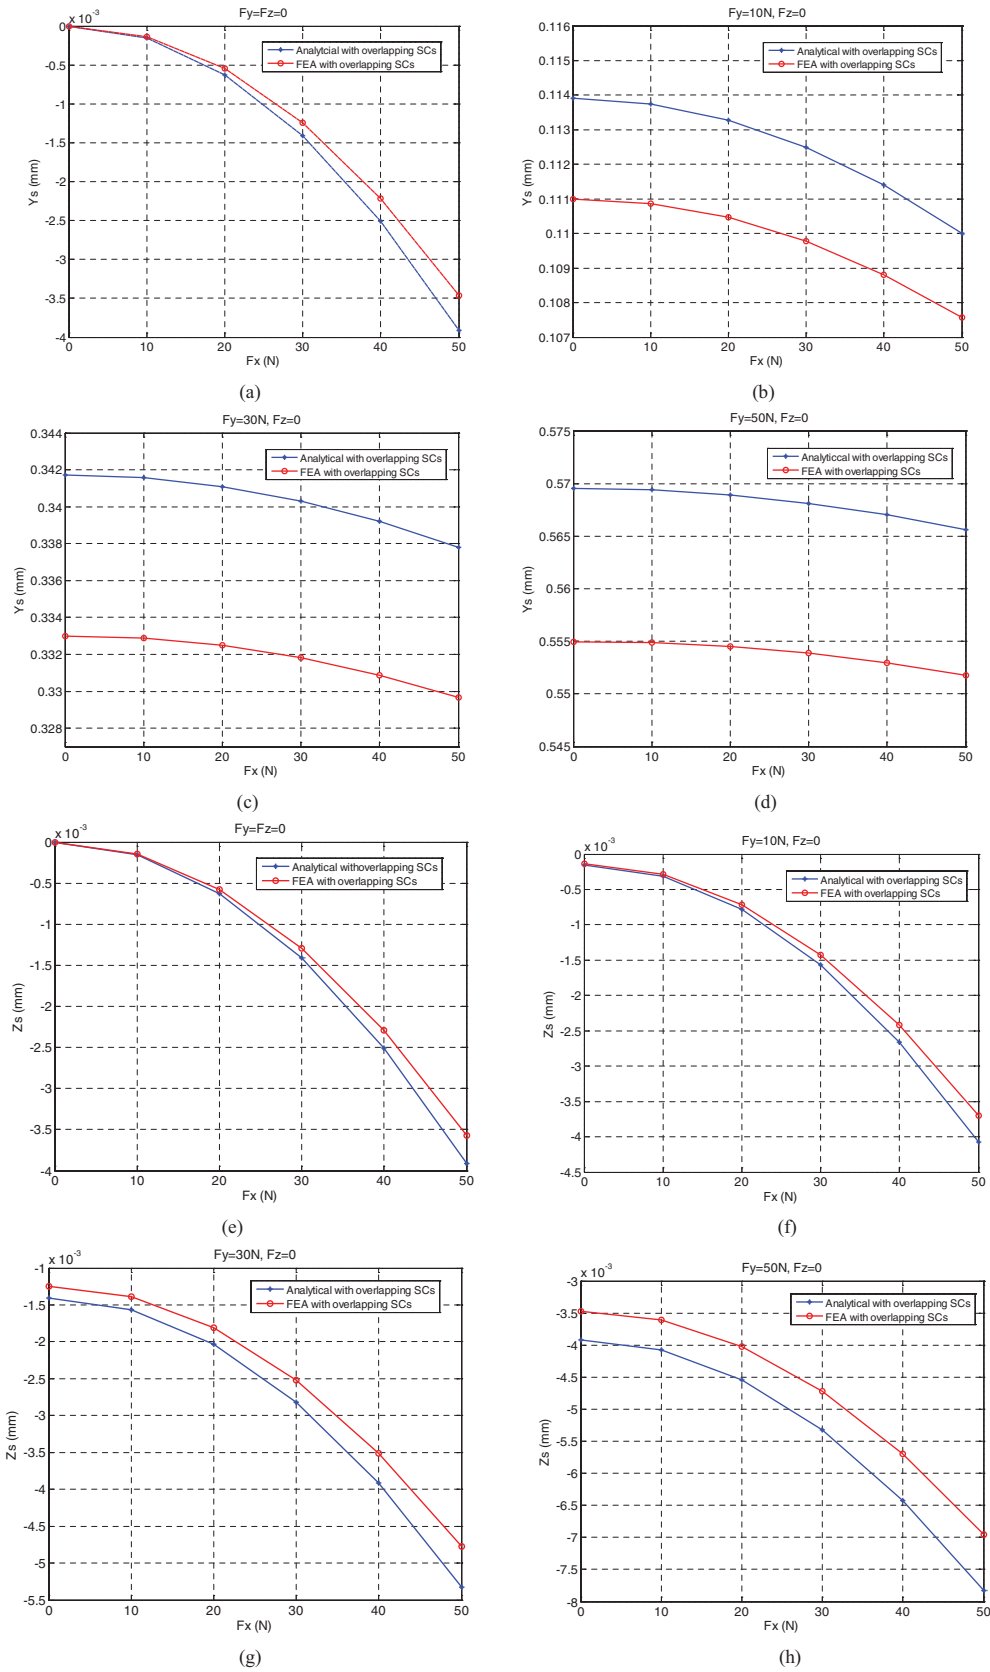 x 10⁻³
Fy=Fz=0
0
-0.5
-1
-1.5
-2
-2.5
-3
-3.5
-4
Ys (mm)
Analytcial with overlapping SCs
FEA with overlapping SCs
0 10 20 30 40 50
Fx (N)
(a)
Fy=10N, Fz=0
0.116
0.115
0.114
0.113
0.112
0.111
0.11
0.109
0.108
0.107
Ys (mm)
Analytical with overlapping SCs
FEA with overlapping SCs
0 10 20 30 40 50
Fx (N)
(b)
Fy=30N, Fz=0
0.344
0.342
0.34
0.338
0.336
0.334
0.332
0.33
0.328
Ys (mm)
Analytical with overlapping SCs
FEA with overlapping SCs
0 10 20 30 40 50
Fx (N)
(c)
Fy=50N, Fz=0
0.575
0.57
0.565
0.56
0.555
0.55
0.545
Ys (mm)
Analyticcal with overlapping SCs
FEA with overlapping SCs
0 10 20 30 40 50
Fx (N)
(d)
x 10⁻³
Fy=Fz=0
0
-0.5
-1
-1.5
-2
-2.5
-3
-3.5
-4
Zs (mm)
Analytical withoverlapping SCs
FEA with overlapping SCs
0 10 20 30 40 50
Fx (N)
(e)
x 10⁻³
Fy=10N, Fz=0
0
-0.5
-1
-1.5
-2
-2.5
-3
-3.5
-4
-4.5
Zs (mm)
Analytical with overlapping SCs
FEA with overlapping SCs
0 10 20 30 40 50
Fx (N)
(f)
x 10⁻³
Fy=30N, Fz=0
-1
-1.5
-2
-2.5
-3
-3.5
-4
-4.5
-5
-5.5
Zs (mm)
Analytical with overlapping SCs
FEA with overlapping SCs
0 10 20 30 40 50
Fx (N)
(g)
x 10⁻³
Fy=50N, Fz=0
-3
-3.5
-4
-4.5
-5
-5.5
-6
-6.5
-7
-7.5
-8
Zs (mm)
Analytical with overlapping SCs
FEA with overlapping SCs
0 10 20 30 40 50
Fx (N)
(h)